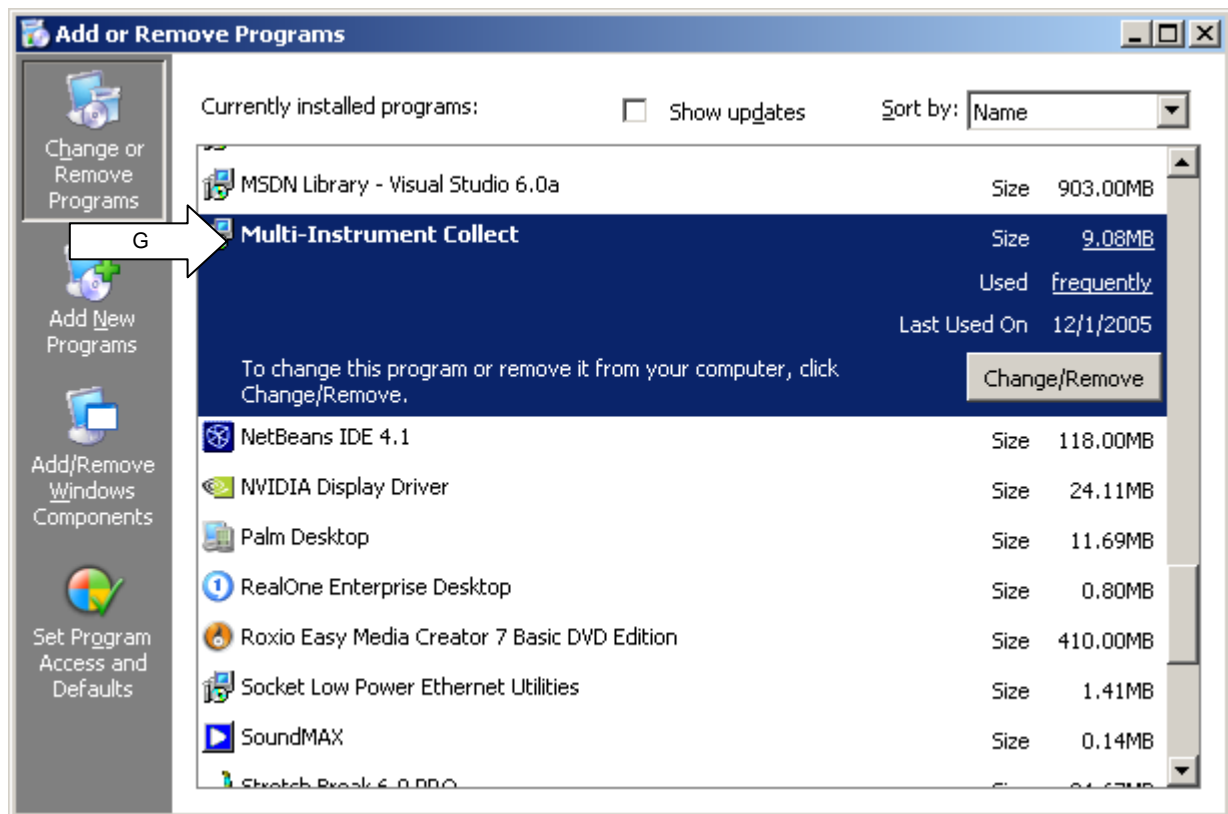 Add or Remove Programs
Change or
Remove
Programs
G
Add New
Programs
Add/Remove
Windows
Components
Set Program
Access and
Defaults
Currently installed programs:
Show updates
Sort by: Name
MSDN Library - Visual Studio 6.0a Size 903.00MB
Multi-Instrument Collect Size 9.08MB
Used frequently
Last Used On 12/1/2005
To change this program or remove it from your computer, click
Change/Remove.
Change/Remove
NetBeans IDE 4.1 Size 118.00MB
NVIDIA Display Driver Size 24.11MB
Palm Desktop Size 11.69MB
RealOne Enterprise Desktop Size 0.80MB
Roxio Easy Media Creator 7 Basic DVD Edition Size 410.00MB
Socket Low Power Ethernet Utilities Size 1.41MB
SoundMAX Size 0.14MB
Stretch Break